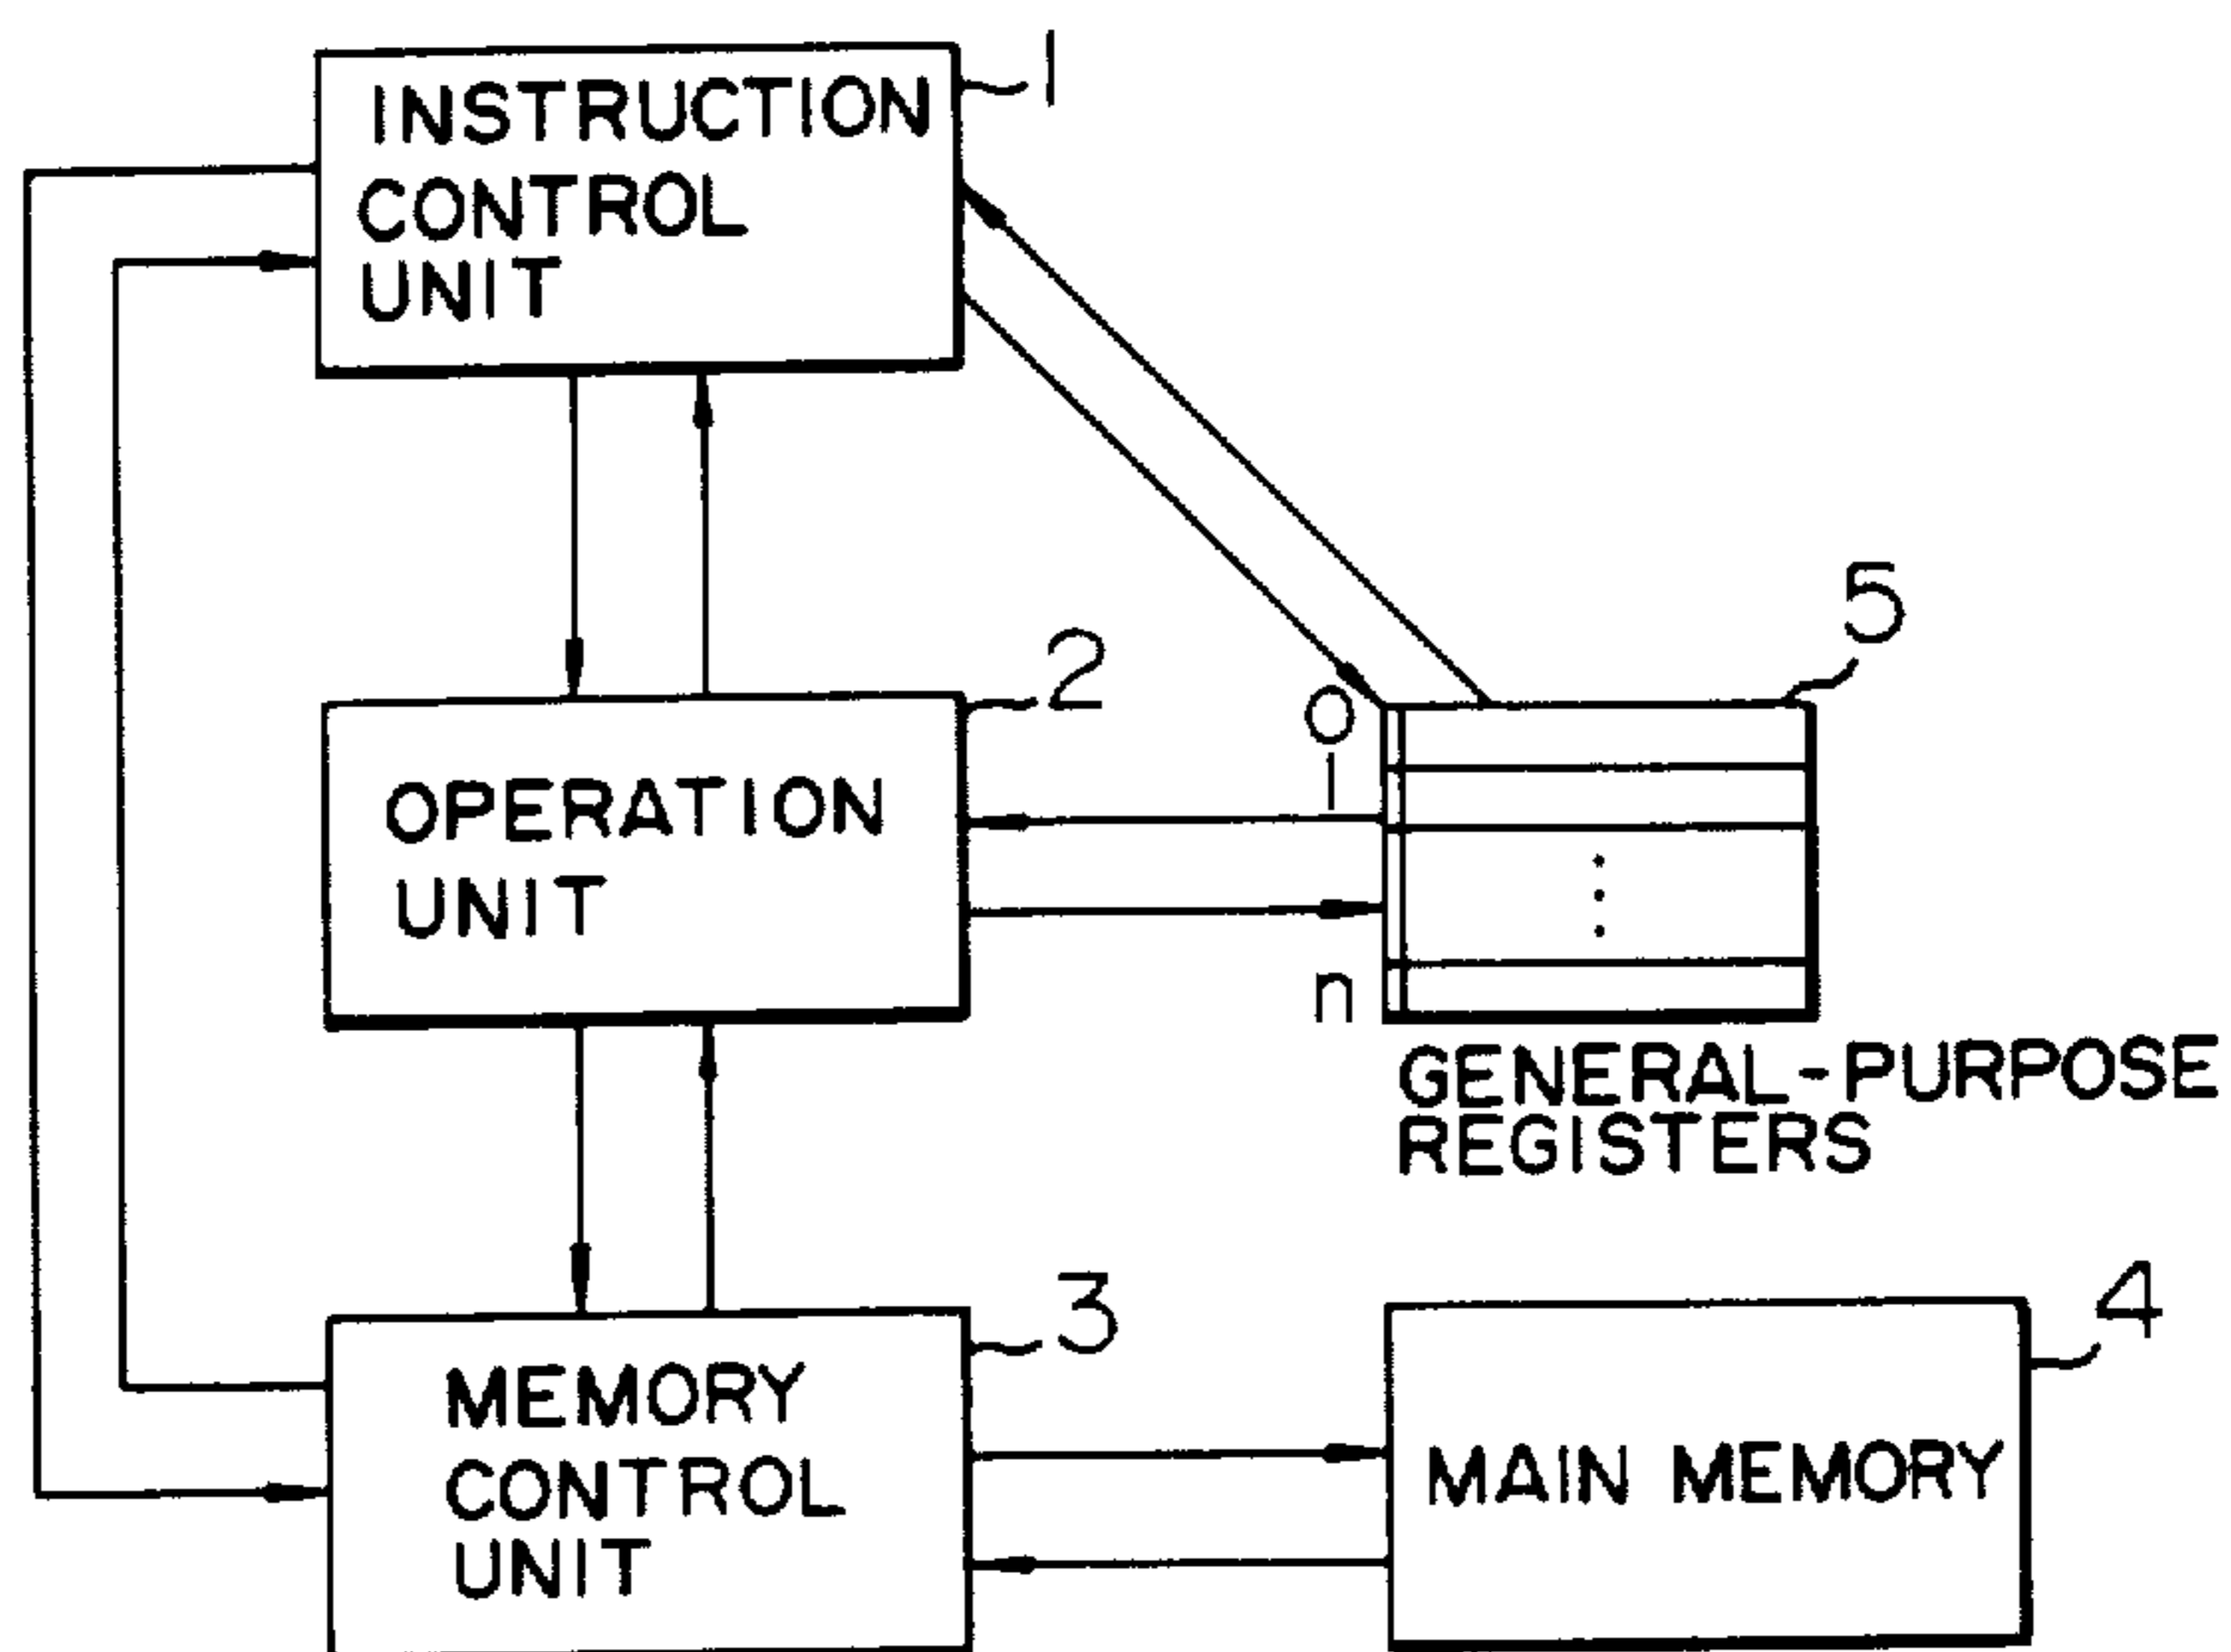 1
INSTRUCTION
CONTROL
UNIT
5
2
0
1
OPERATION
UNIT
n
GENERAL-PURPOSE
REGISTERS
3
4
MEMORY
CONTROL
UNIT
MAIN MEMORY